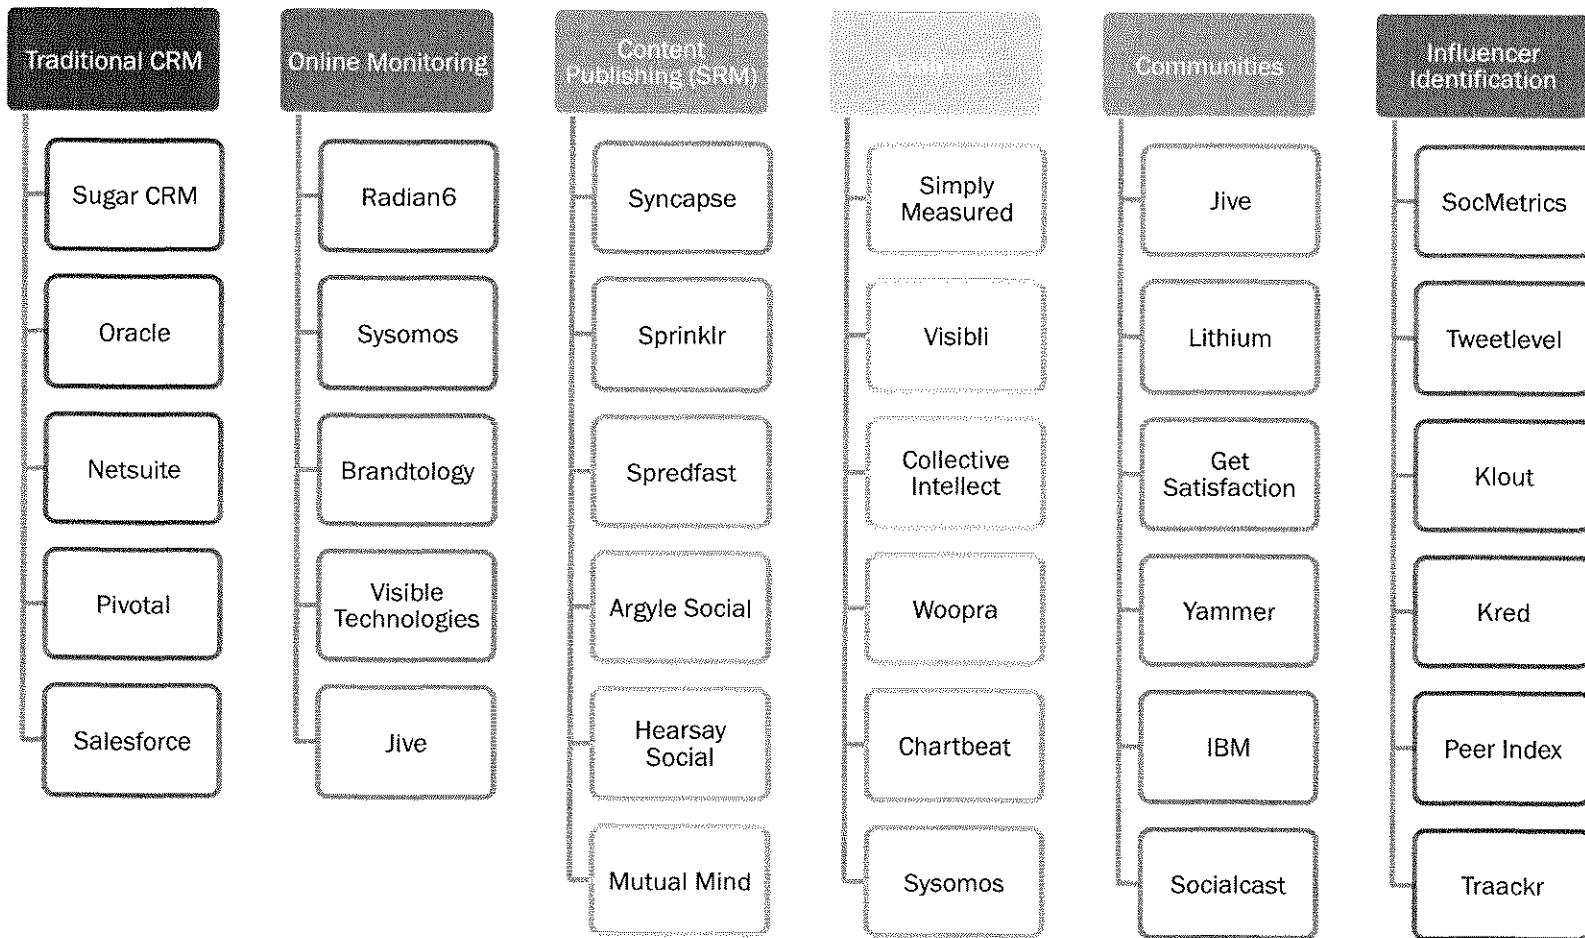 Traditional CRM
Sugar CRM
Oracle
Netsuite
Pivotal
Salesforce
Online Monitoring
Radian6
Sysomos
Brandtology
Visible
Technologies
Jive
Content
Publishing (SRM)
Syncapse
Sprinklr
Spredfast
Argyle Social
Hearsay
Social
Mutual Mind
Simply
Measured
Visibli
Collective
Intellect
Woopra
Chartbeat
Sysomos
Communities
Jive
Lithium
Get
Satisfaction
Yammer
IBM
Socialcast
Influencer
Identification
SocMetrics
Tweetlevel
Klout
Kred
Peer Index
Traackr